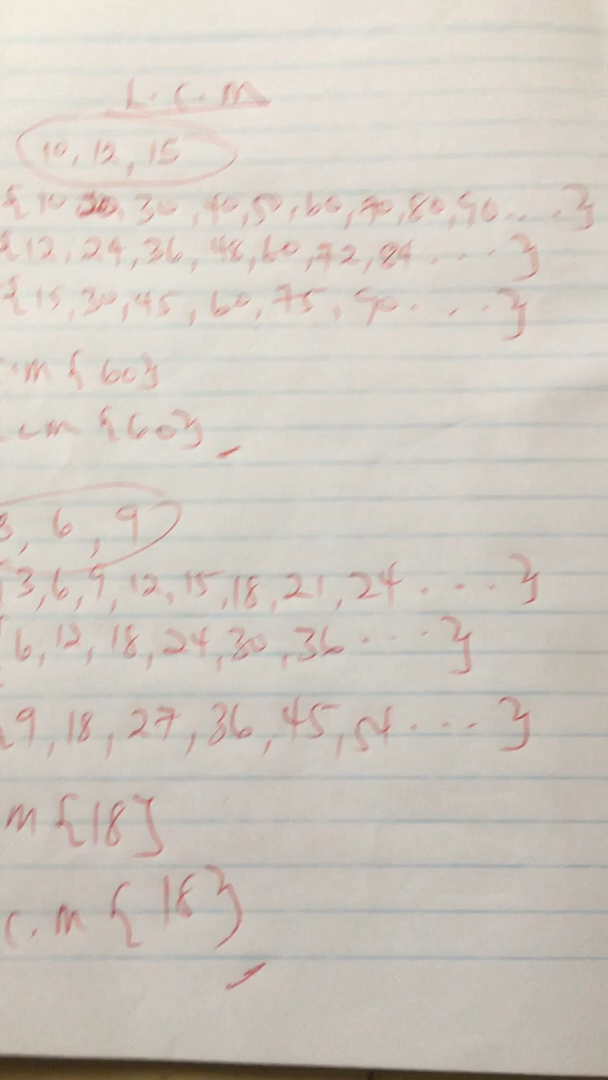 L.C.M
10, 12, 15
{10 20, 30, 40, 50, 60, 70, 80, 90....}
{12, 24, 36, 48, 60, 72, 84....}
{15, 30, 45, 60, 75, 90....}
.m {60}
cm {60}
3, 6, 9
{3, 6, 9, 12, 15, 18, 21, 24....}
{6, 12, 18, 24, 30, 36....}
{9, 18, 27, 36, 45, 54....}
m {18}
c.m {18}